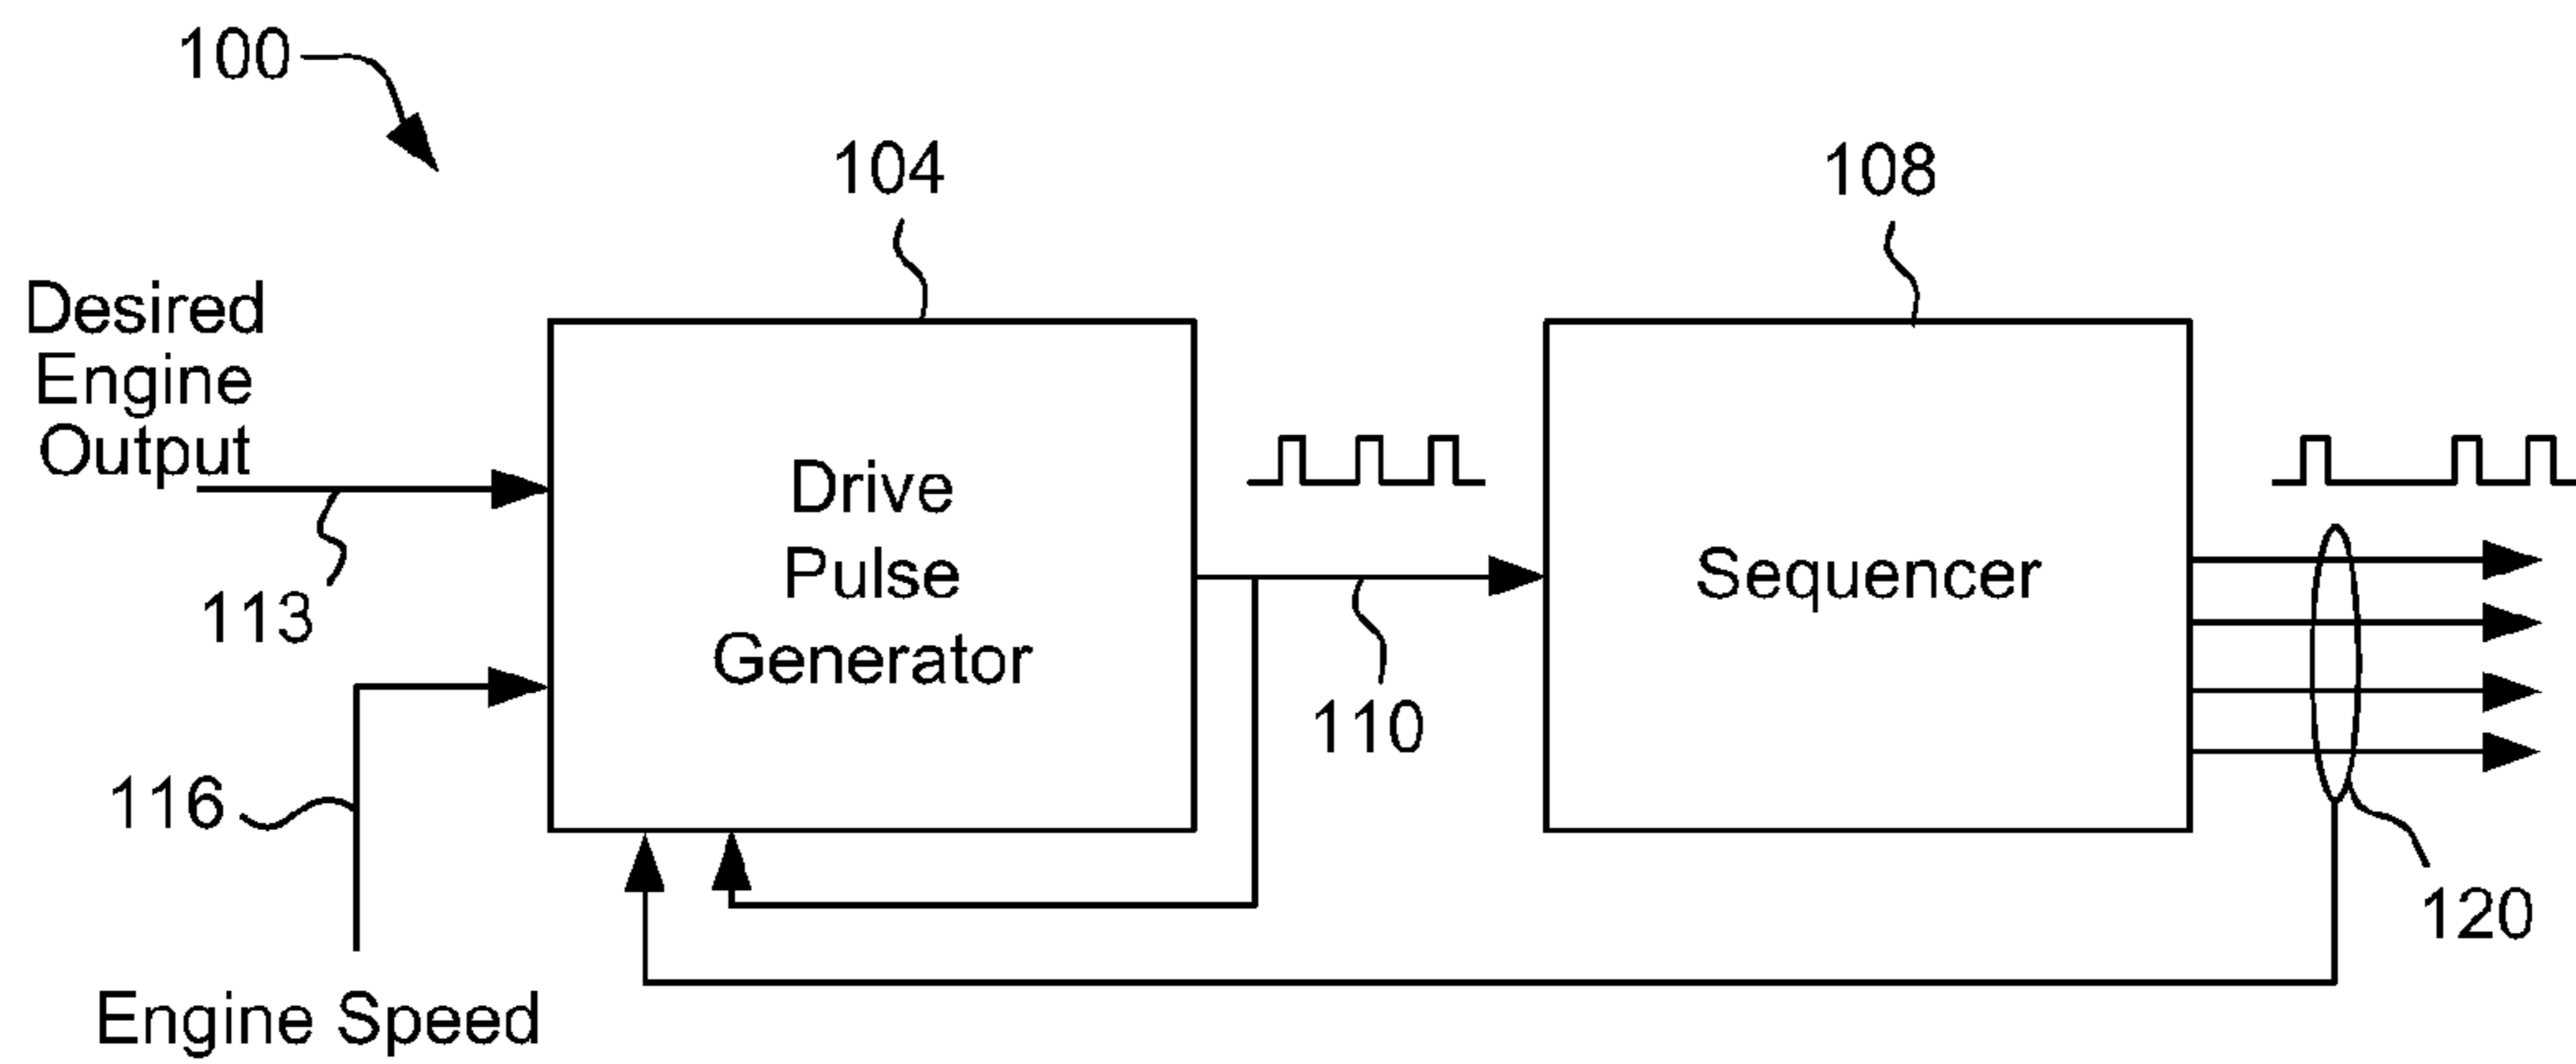 100
104
108
Desired
Engine
Output
Drive
Pulse
Generator
Sequencer
113
110
116
120
Engine Speed